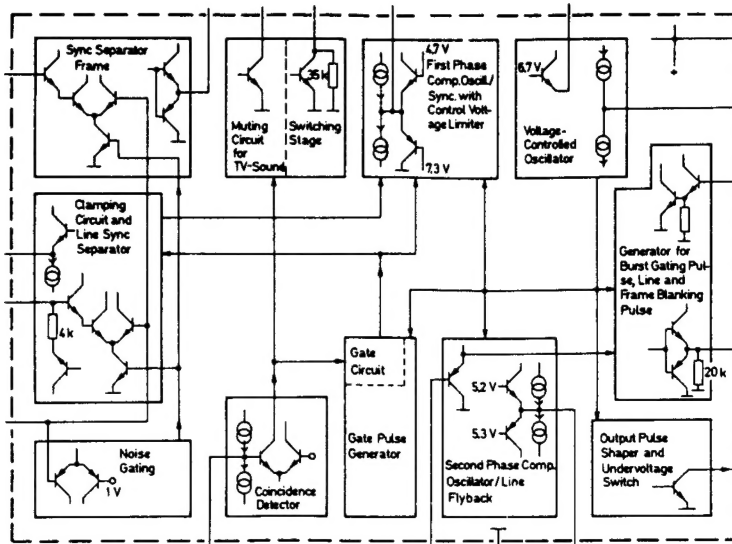 Sync Separator
Frame
Muting Circuit
for
TV-Sound
35k
Switching
Stage
4,7 V
First Phase
Comp.Oscill./
Sync. with
Control Volt-
age Limiter
7,3 V
6,7 V
Voltage-
Controlled
Oscillator
Clamping
Circuit and
Line Sync
Separator
4k
Generator for
Burst Gating Pul-
se, Line and
Frame Blanking
Pulse
20 k
Gate
Circuit
Gate Pulse
Generator
5,2 V
5,3 V
Second Phase Comp.
Oscillator/Line
Flyback
Noise
Gating
1 V
Coincidence
Detector
Output Pulse
Shaper and
Undervoltage
Switch